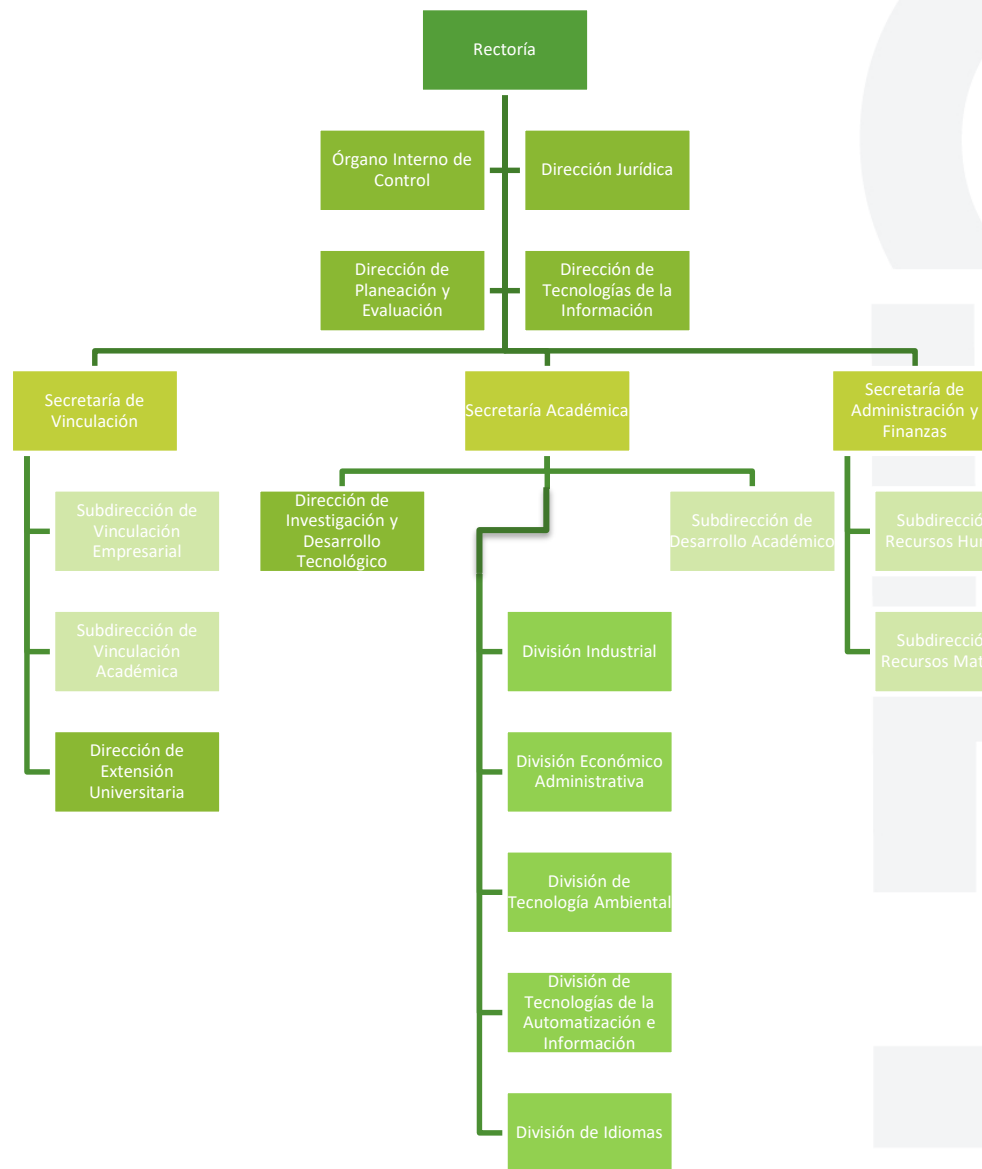 Rectoría
Órgano Interno de
Control
Dirección Jurídica
Dirección de
Planeación y
Evaluación
Dirección de
Tecnologías de la
Información
Secretaría de
Vinculación
Secretaría Académica
Secretaría de
Administración y
Finanzas
Subdirección de
Vinculación
Empresarial
Subdirección de
Vinculación
Académica
Dirección de
Extensión
Universitaria
Dirección de
Investigación y
Desarrollo
Tecnológico
Subdirección de
Desarrollo Académico
División Industrial
División Económico
Administrativa
División de
Tecnología Ambiental
División de
Tecnologías de la
Automatización e
Información
División de Idiomas
Recursos
Recursos